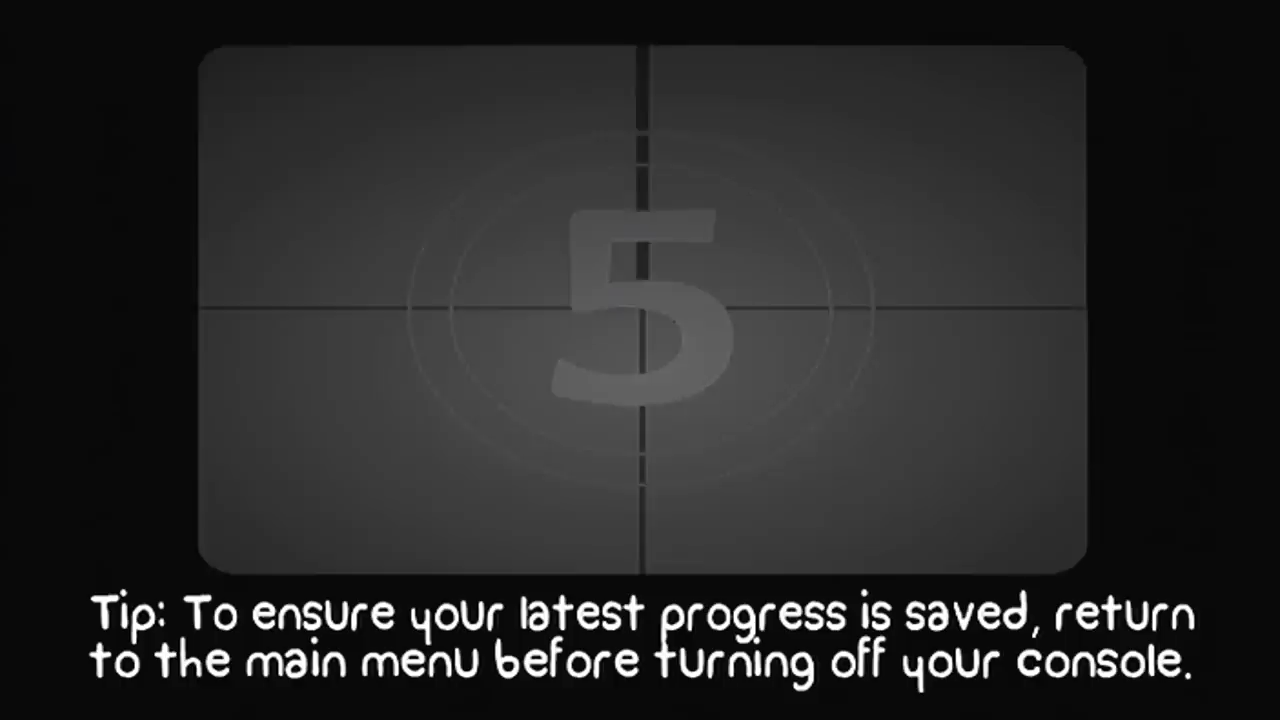 5
Tip: To ensure your latest progress is saved, return
to the main menu before turning off your console.